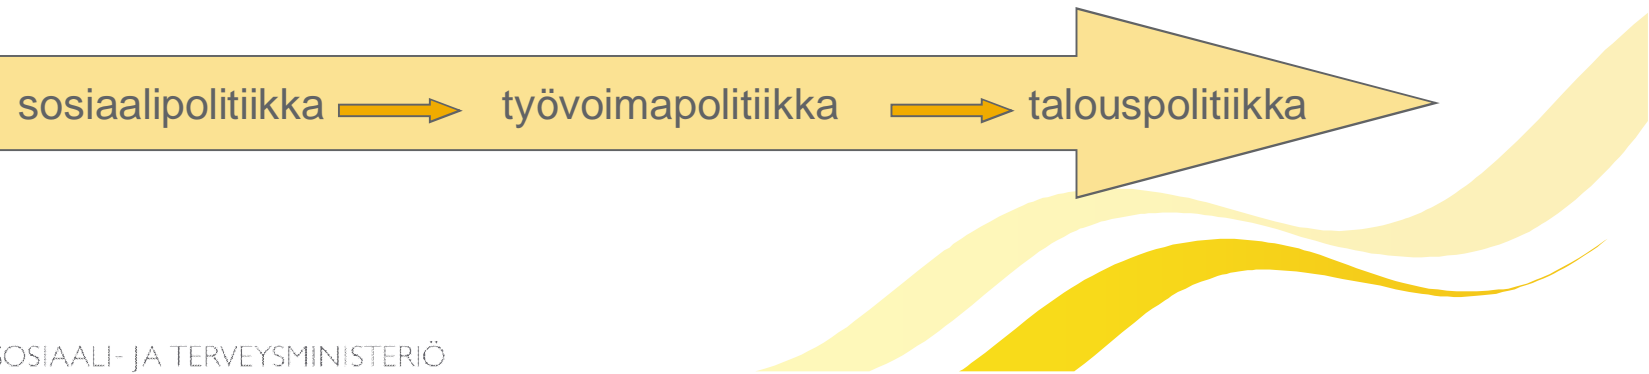 sosiaalipolitiikka työvoimapolitiikka talouspolitiikka
SOSIAALI- JA TERVEYSMINISTERIÖ